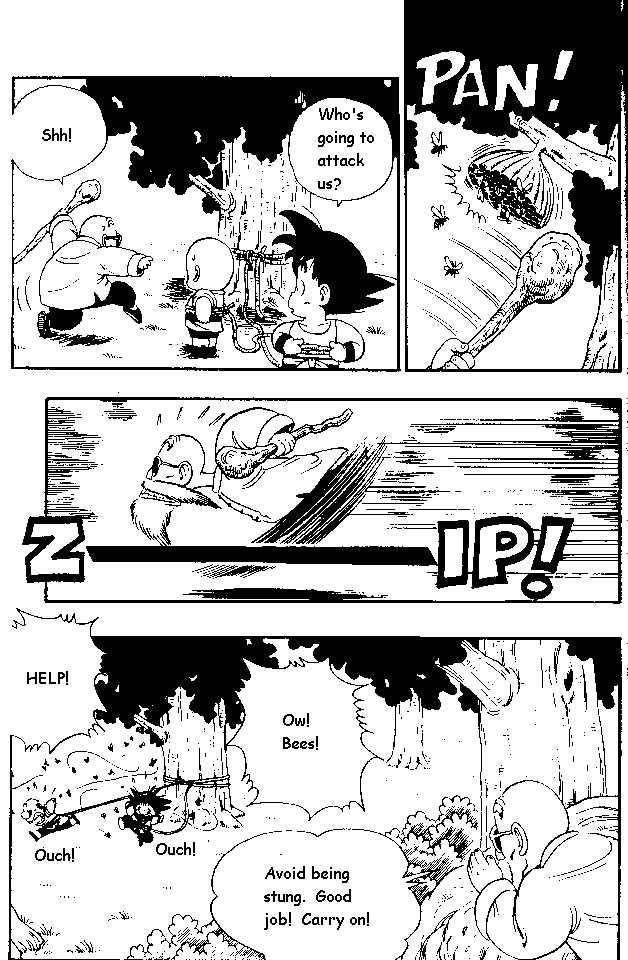 Shh!
Who's
going to
attack
us?
PAN!
ZIP!
HELP!
Ow!
Bees!
Ouch!
Ouch!
Avoid being
stung. Good
job! Carry on!